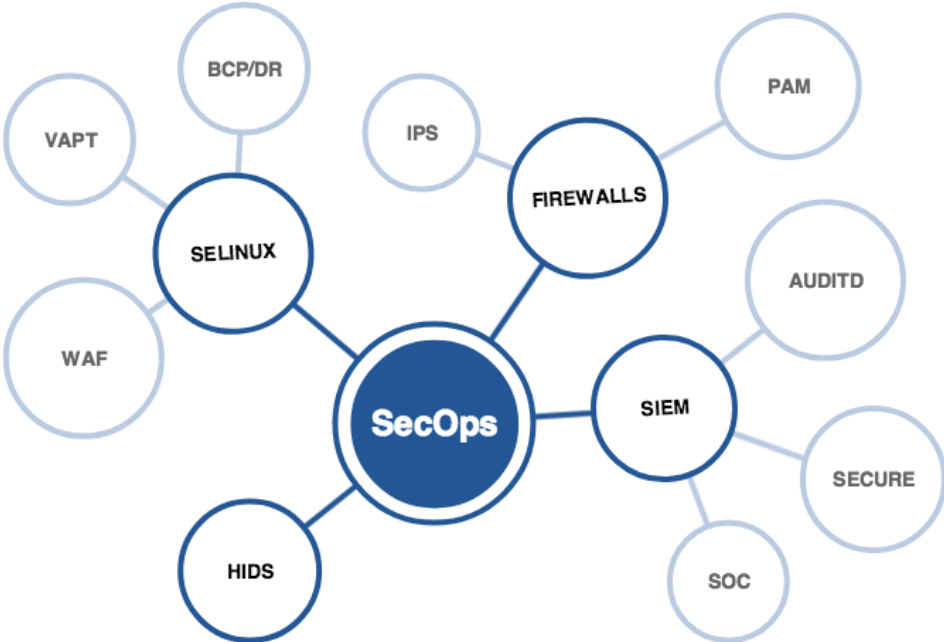 BCP/DR
PAM
VAPT
IPS
FIREWALLS
SELINUX
AUDITD
WAF
SIEM
SecOps
SECURE
HIDS
SOC